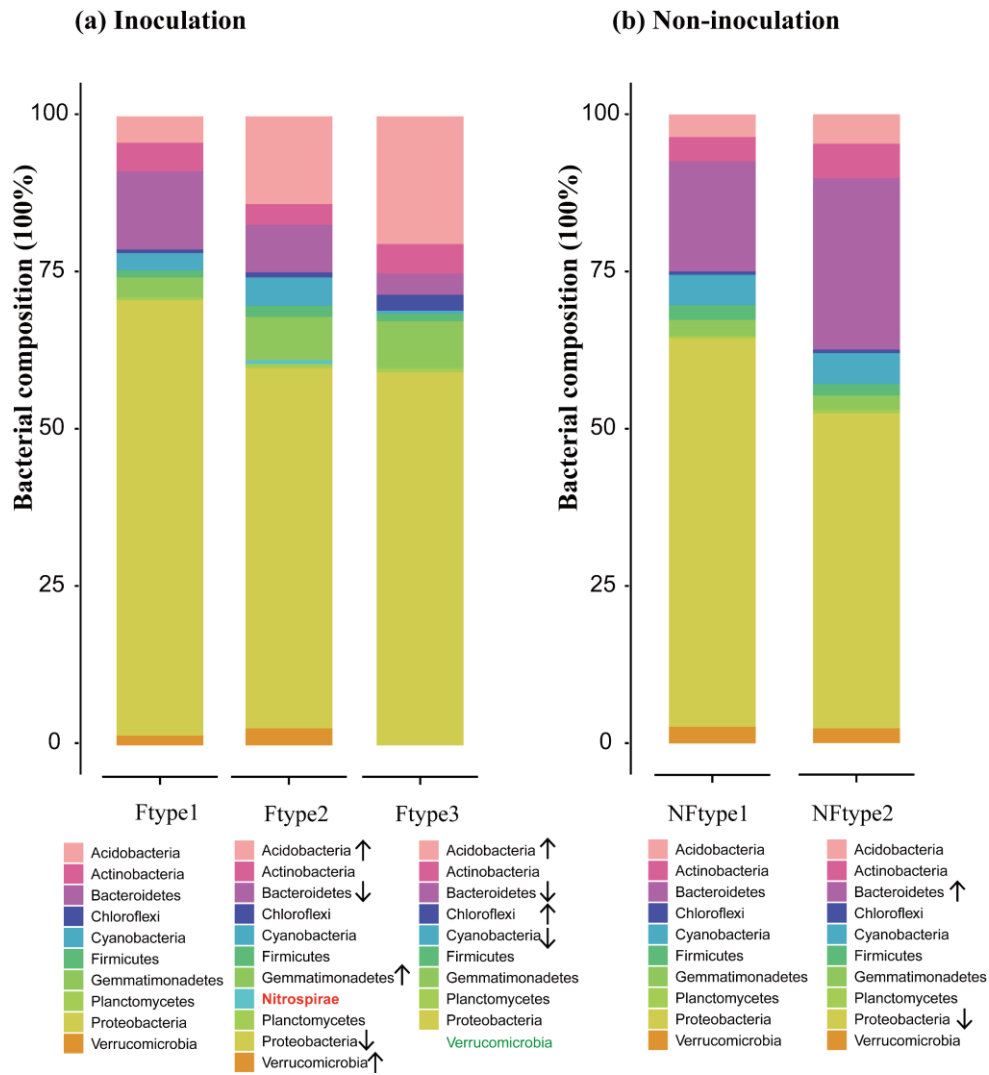 (a) Inoculation
(b) Non-inoculation
Bacterial composition (100%)
100
75
50
25
0
Bacterial composition (100%)
100
75
50
25
0
Ftype1
Ftype2
Ftype3
NFtype1
NFtype2
Acidobacteria
Actinobacteria
Bacteroidetes
Chloroflexi
Cyanobacteria
Firmicutes
Gemmatimonadetes
Planctomycetes
Proteobacteria
Verrucomicrobia
Acidobacteria ↑
Actinobacteria
Bacteroidetes ↓
Chloroflexi
Cyanobacteria
Firmicutes
Gemmatimonadetes ↑
Nitrospirae
Planctomycetes
Proteobacteria ↓
Verrucomicrobia ↑
Acidobacteria ↑
Actinobacteria
Bacteroidetes ↓
Chloroflexi ↑
Cyanobacteria ↓
Firmicutes
Gemmatimonadetes
Planctomycetes
Proteobacteria
Verrucomicrobia
Acidobacteria
Actinobacteria
Bacteroidetes
Chloroflexi
Cyanobacteria
Firmicutes
Gemmatimonadetes
Planctomycetes
Proteobacteria
Verrucomicrobia
Acidobacteria
Actinobacteria
Bacteroidetes ↑
Chloroflexi
Cyanobacteria
Firmicutes
Gemmatimonadetes
Planctomycetes
Proteobacteria ↓
Verrucomicrobia